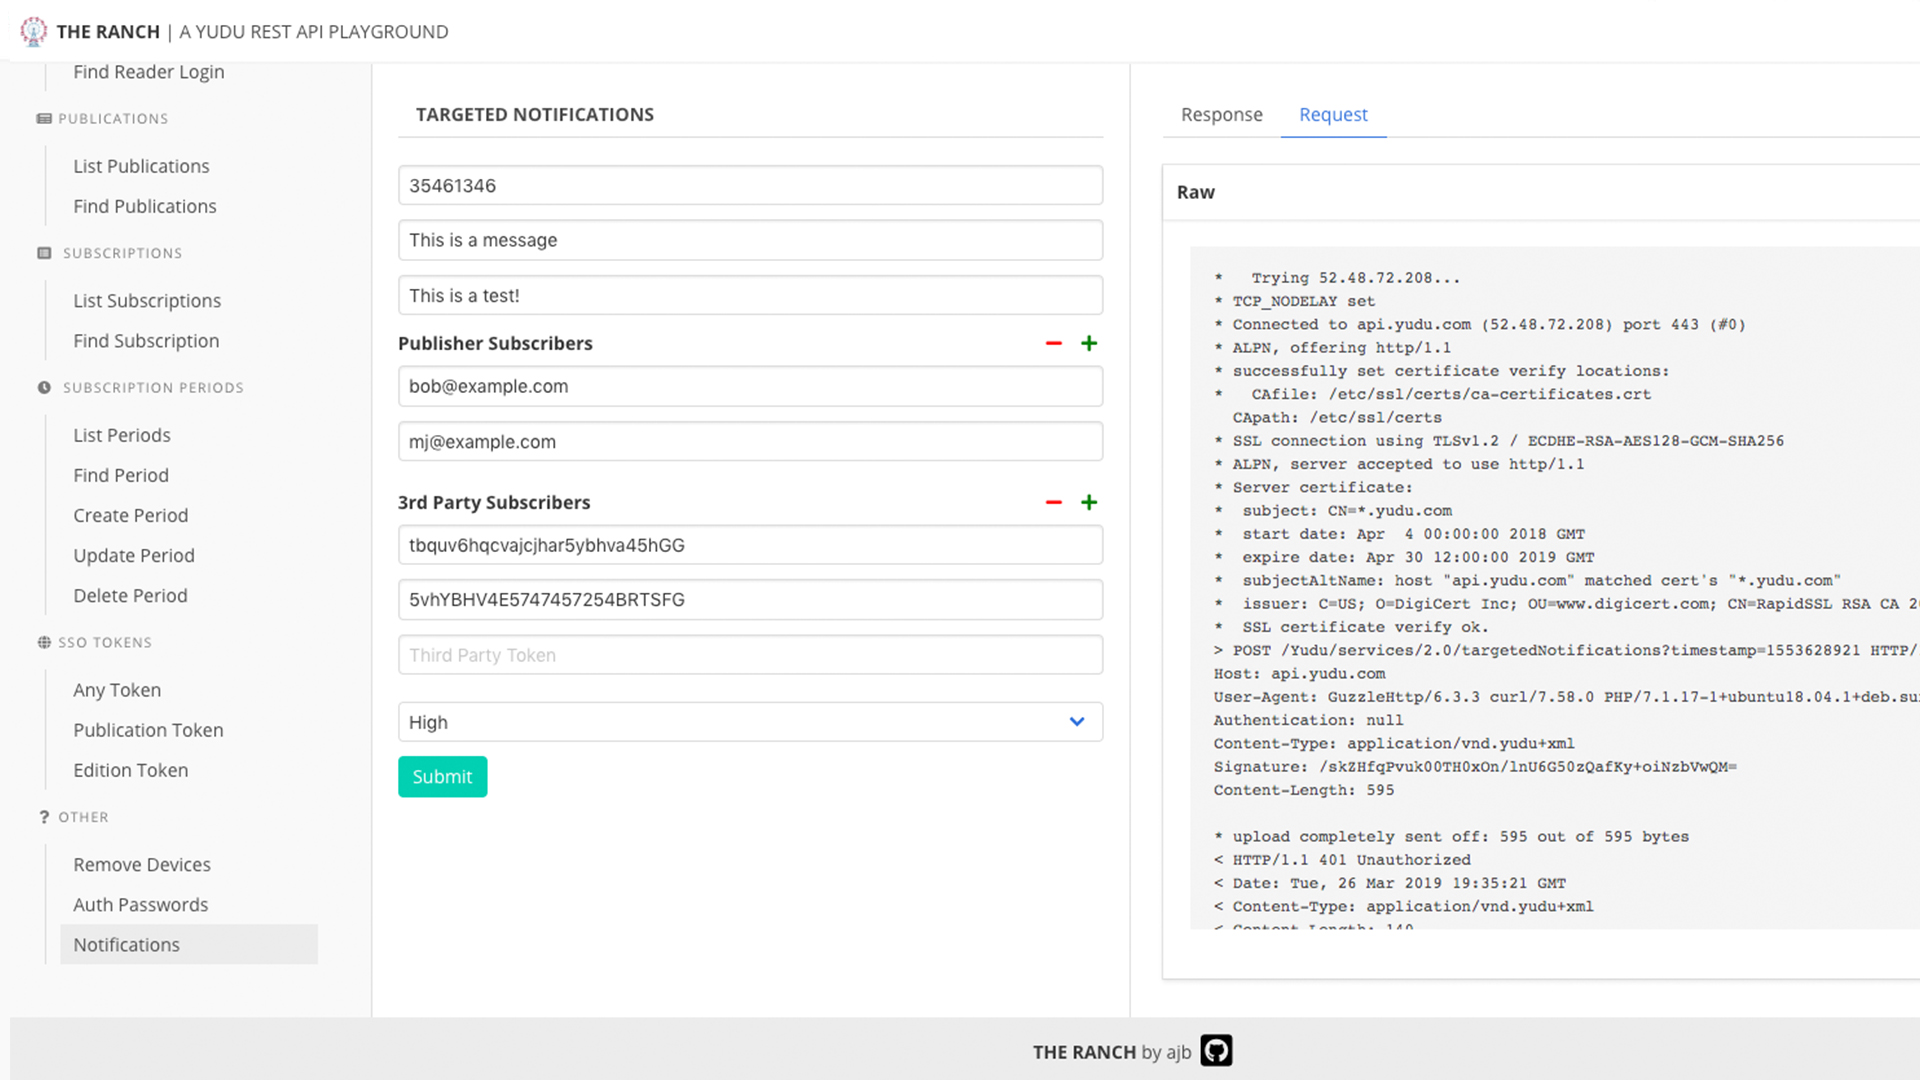 THE RANCH | A YUDU REST API PLAYGROUND
Find Reader Login
PUBLICATIONS
List Publications
Find Publications
SUBSCRIPTIONS
List Subscriptions
Find Subscription
SUBSCRIPTION PERIODS
List Periods
Find Period
Create Period
Update Period
Delete Period
SSO TOKENS
Any Token
Publication Token
Edition Token
? OTHER
Remove Devices
Auth Passwords
Notifications
TARGETED NOTIFICATIONS
35461346
This is a message
This is a test!
Publisher Subscribers
bob@example.com
mj@example.com
3rd Party Subscribers
tbquv6hqcvajcjhar5ybhva45hGG
5vhYBHV4E5747457254BRTSFG
Third Party Token
High
Submit
Response Request
Raw
*   Trying 52.48.72.208...
* TCP_NODELAY set
* Connected to api.yudu.com (52.48.72.208) port 443 (#0)
* ALPN, offering http/1.1
* successfully set certificate verify locations:
*   CAfile: /etc/ssl/certs/ca-certificates.crt
  CApath: /etc/ssl/certs
* SSL connection using TLSv1.2 / ECDHE-RSA-AES128-GCM-SHA256
* ALPN, server accepted to use http/1.1
* Server certificate:
*  subject: CN=*.yudu.com
*  start date: Apr  4 00:00:00 2018 GMT
*  expire date: Apr 30 12:00:00 2019 GMT
*  subjectAltName: host "api.yudu.com" matched cert's "*.yudu.com"
*  issuer: C=US; O=DigiCert Inc; OU=www.digicert.com; CN=RapidSSL RSA CA
*  SSL certificate verify ok.
> POST /Yudu/services/2.0/targetedNotifications?timestamp=1553628921 HTTP/
Host: api.yudu.com
User-Agent: GuzzleHttp/6.3.3 curl/7.58.0 PHP/7.1.17-1+ubuntu18.04.1+deb.su
Authentication: null
Content-Type: application/vnd.yudu+xml
Signature: /skZHfqPvuk00TH0xOn/lnU6G50zQafKy+oiNzbVwQM=
Content-Length: 595
* upload completely sent off: 595 out of 595 bytes
< HTTP/1.1 401 Unauthorized
< Date: Tue, 26 Mar 2019 19:35:21 GMT
< Content-Type: application/vnd.yudu+xml
< Content-Length: 140
THE RANCH by ajb